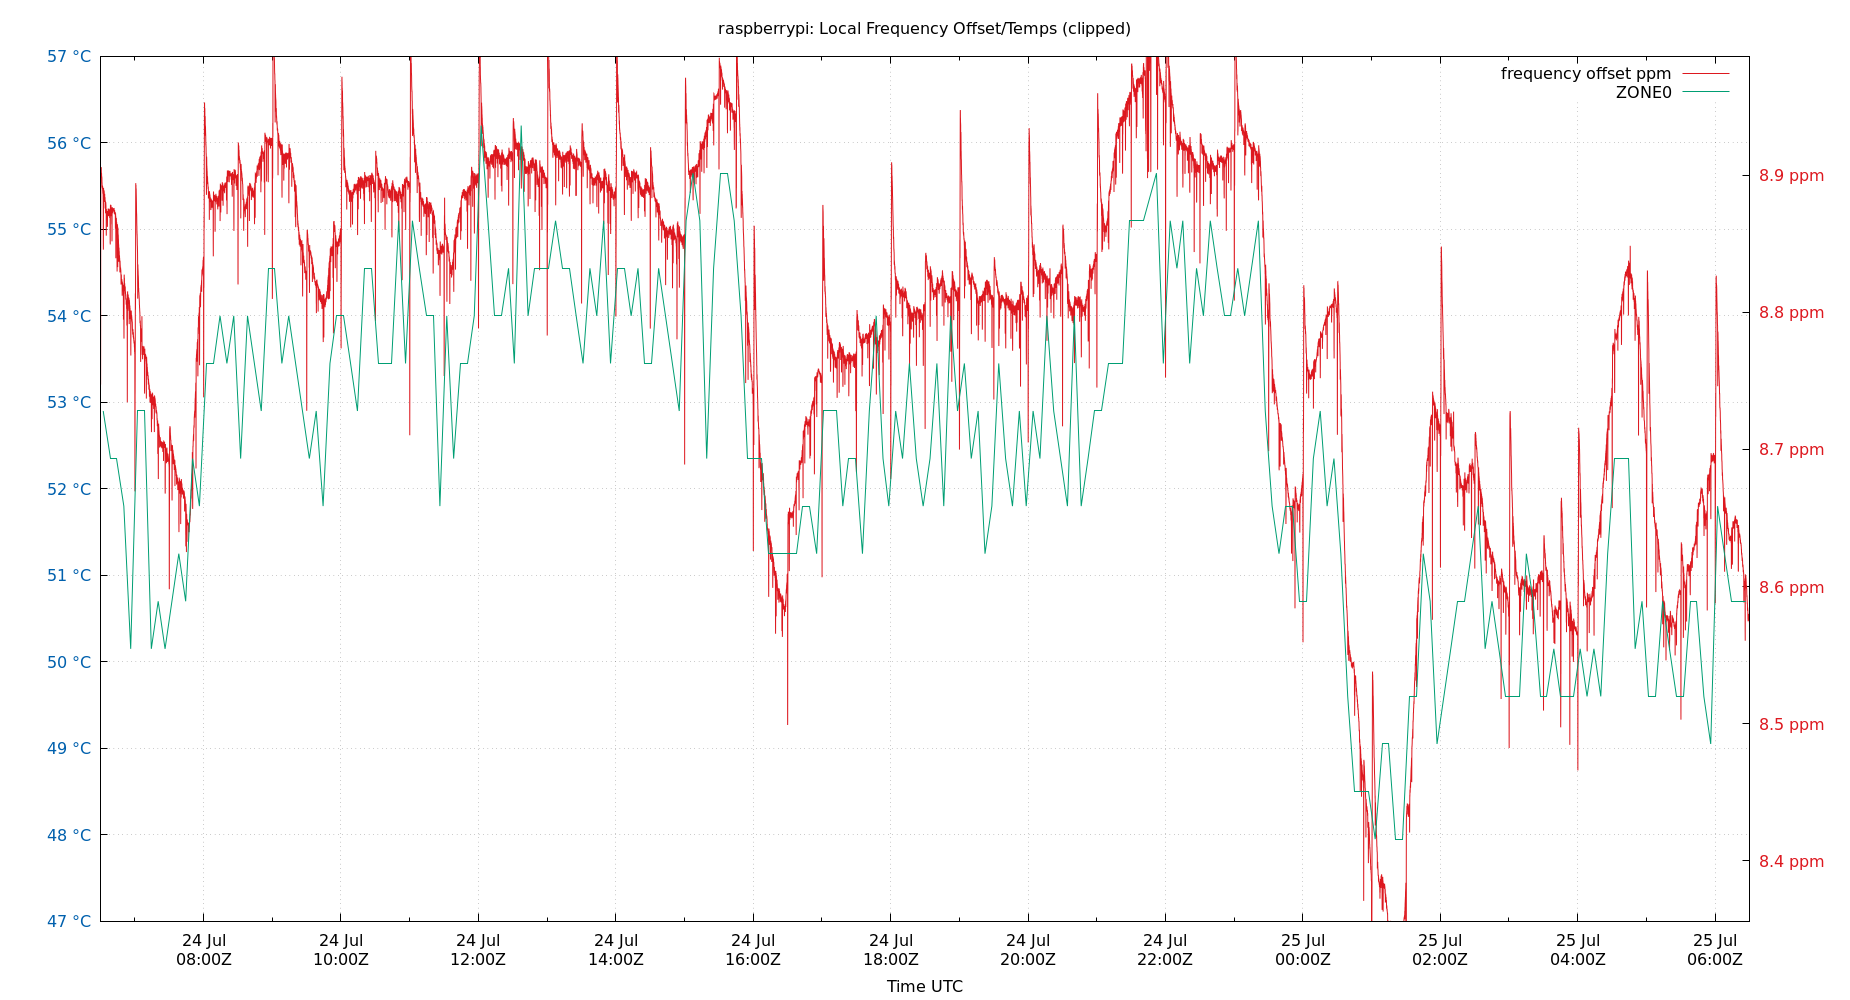 raspberrypi: Local Frequency Offset/Temps (clipped)
57 °C
56 °C
55 °C
54 °C
53 °C
52 °C
51 °C
50 °C
49 °C
48 °C
47 °C
frequency offset ppm
ZONE0
8.9 ppm
8.8 ppm
8.7 ppm
8.6 ppm
8.5 ppm
8.4 ppm
24 Jul 08:00Z
24 Jul 10:00Z
24 Jul 12:00Z
24 Jul 14:00Z
24 Jul 16:00Z
24 Jul 18:00Z
24 Jul 20:00Z
24 Jul 22:00Z
25 Jul 00:00Z
25 Jul 02:00Z
25 Jul 04:00Z
25 Jul 06:00Z
Time UTC